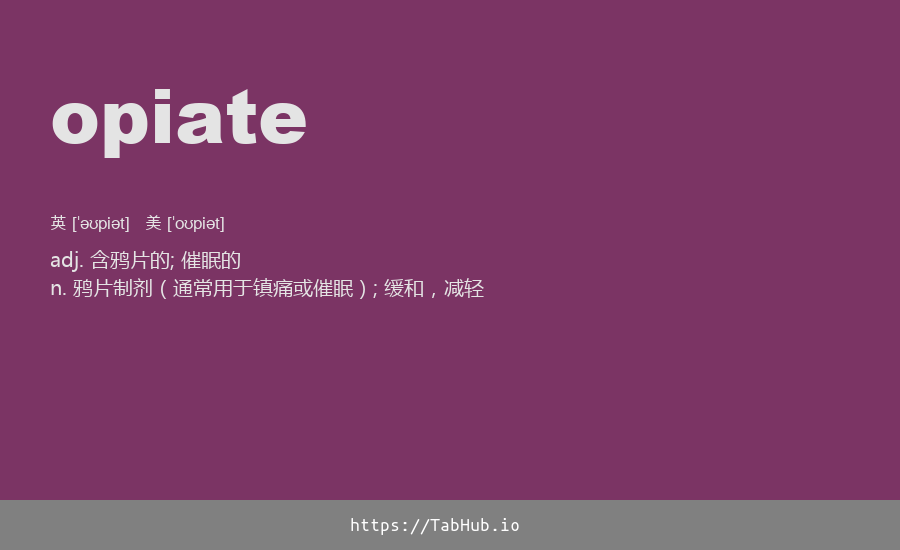 opiate
英 ['əʊpiət]   美 ['oʊpiət]
adj. 含鸦片的; 催眠的
n. 鸦片制剂（通常用于镇痛或催眠）; 缓和，减轻
https://TabHub.io